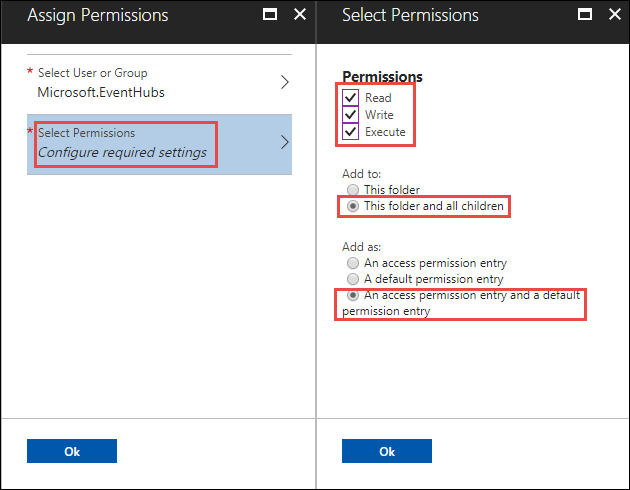 Assign Permissions
* Select User or Group
Microsoft.EventHubs
* Select Permissions
Configure required settings
Ok
Select Permissions
Permissions
Read
Write
Execute
Add to:
This folder
This folder and all children
Add as:
An access permission entry
A default permission entry
An access permission entry and a default
permission entry
Ok